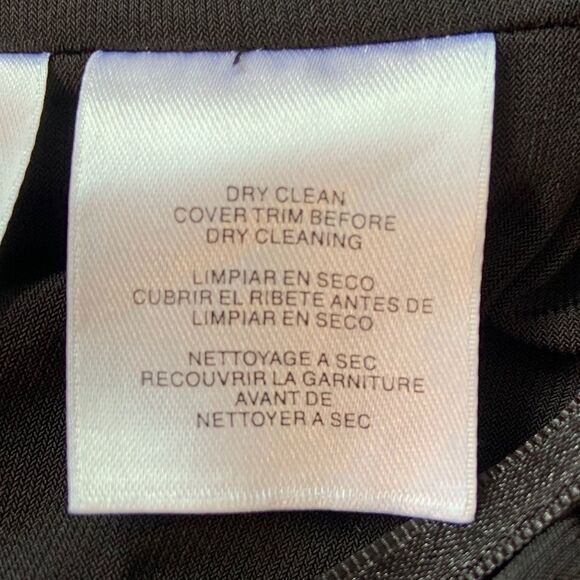 DRY CLEAN
COVER TRIM BEFORE
DRY CLEANING
LIMPIAR EN SECO
CUBRIR EL RIBETE ANTES DE
LIMPIAR EN SECO
NETTOYAGE A SEC
RECOUVRIR LA GARNITURE
AVANT DE
NETTOYER A SEC